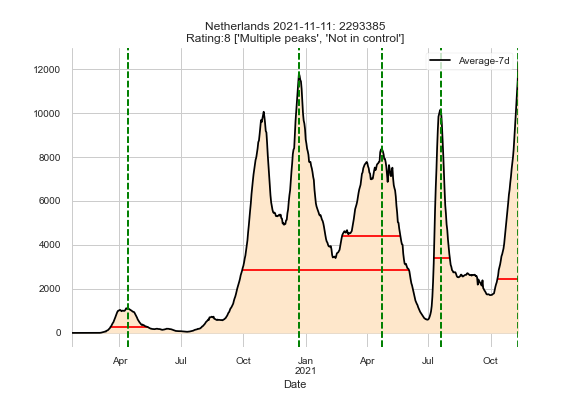 Netherlands 2021-11-11: 2293385
Rating:8 ['Multiple peaks', 'Not in control']
Average-7d
12000
10000
8000
6000
4000
2000
0
Apr Jul Oct Jan Apr Jul Oct
2021
Date